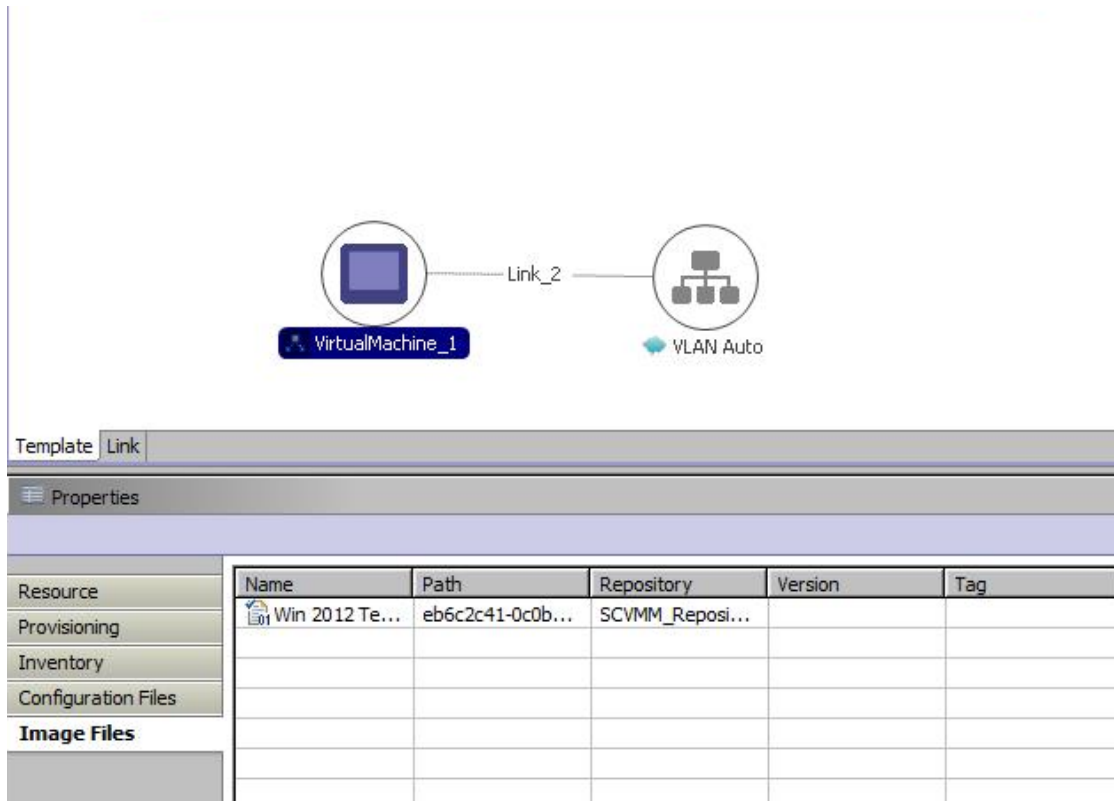 Link_2
VirtualMachine_1
VLAN Auto
Template Link
Properties
Resource
Provisioning
Inventory
Configuration Files
Image Files
Name Path Repository Version Tag
Win 2012 Te... eb6c2c41-0c0b... SCVMM_Reposi...